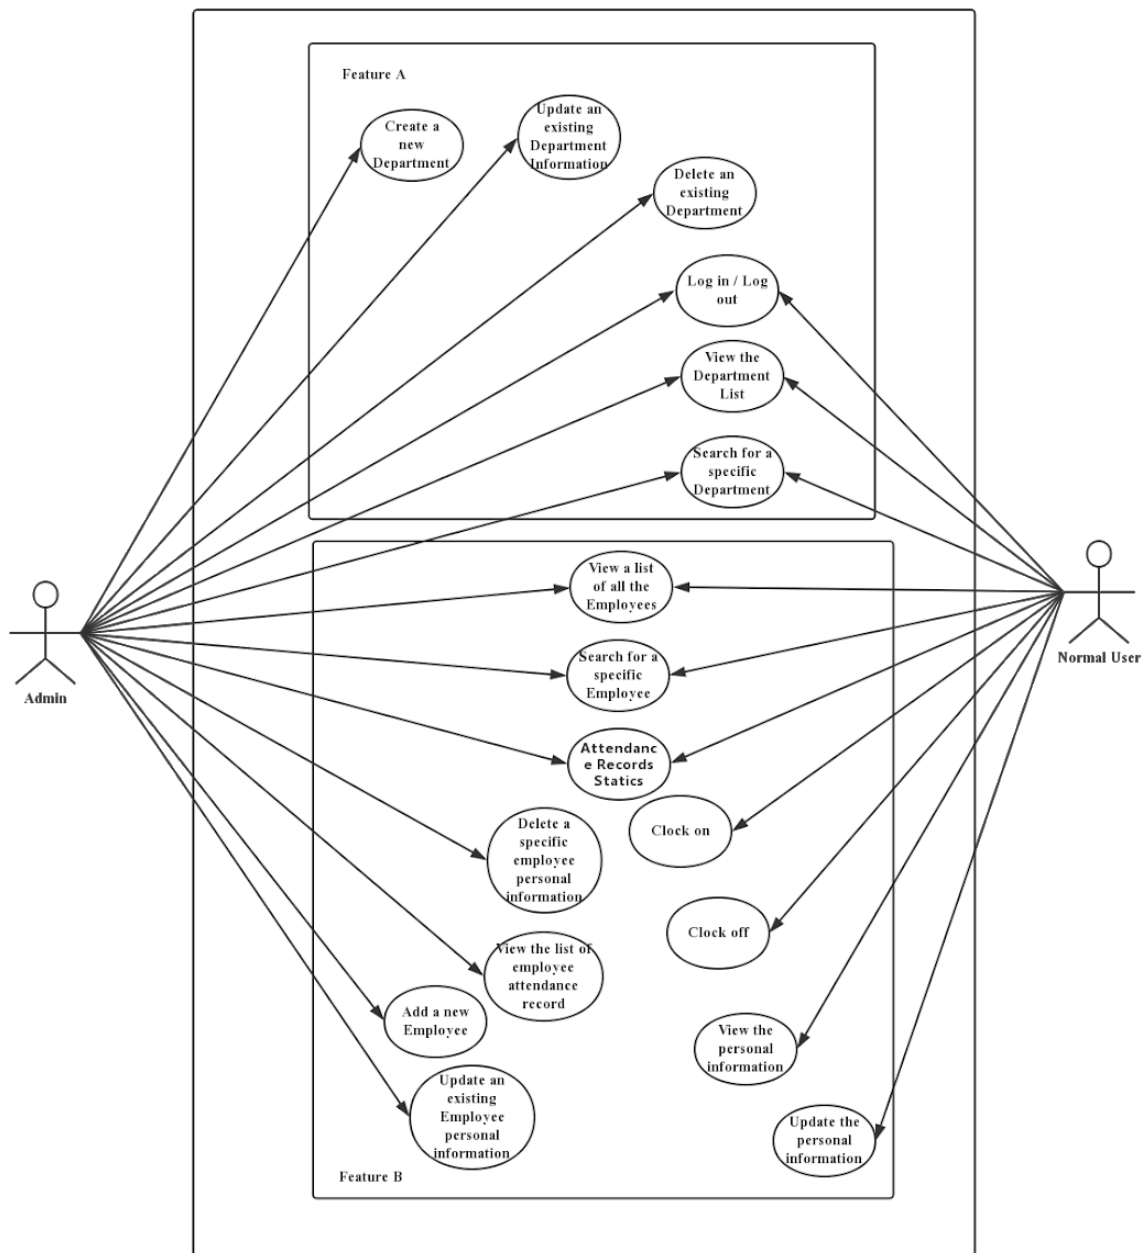 Feature A
Create a
new
Department
Update an
existing
Department
Information
Delete an
existing
Department
Log in / Log
out
View the
Department
List
Search for a
specific
Department
View a list
of all the
Employees
Search for a
specific
Employee
Attendanc
e Records
Statics
Clock on
Delete a
specific
employee
personal
information
Clock off
View the list of
employee
attendance
record
Add a new
Employee
View the
personal
information
Update an
existing
Employee
personal
information
Update the
personal
information
Feature B
Admin
Normal User